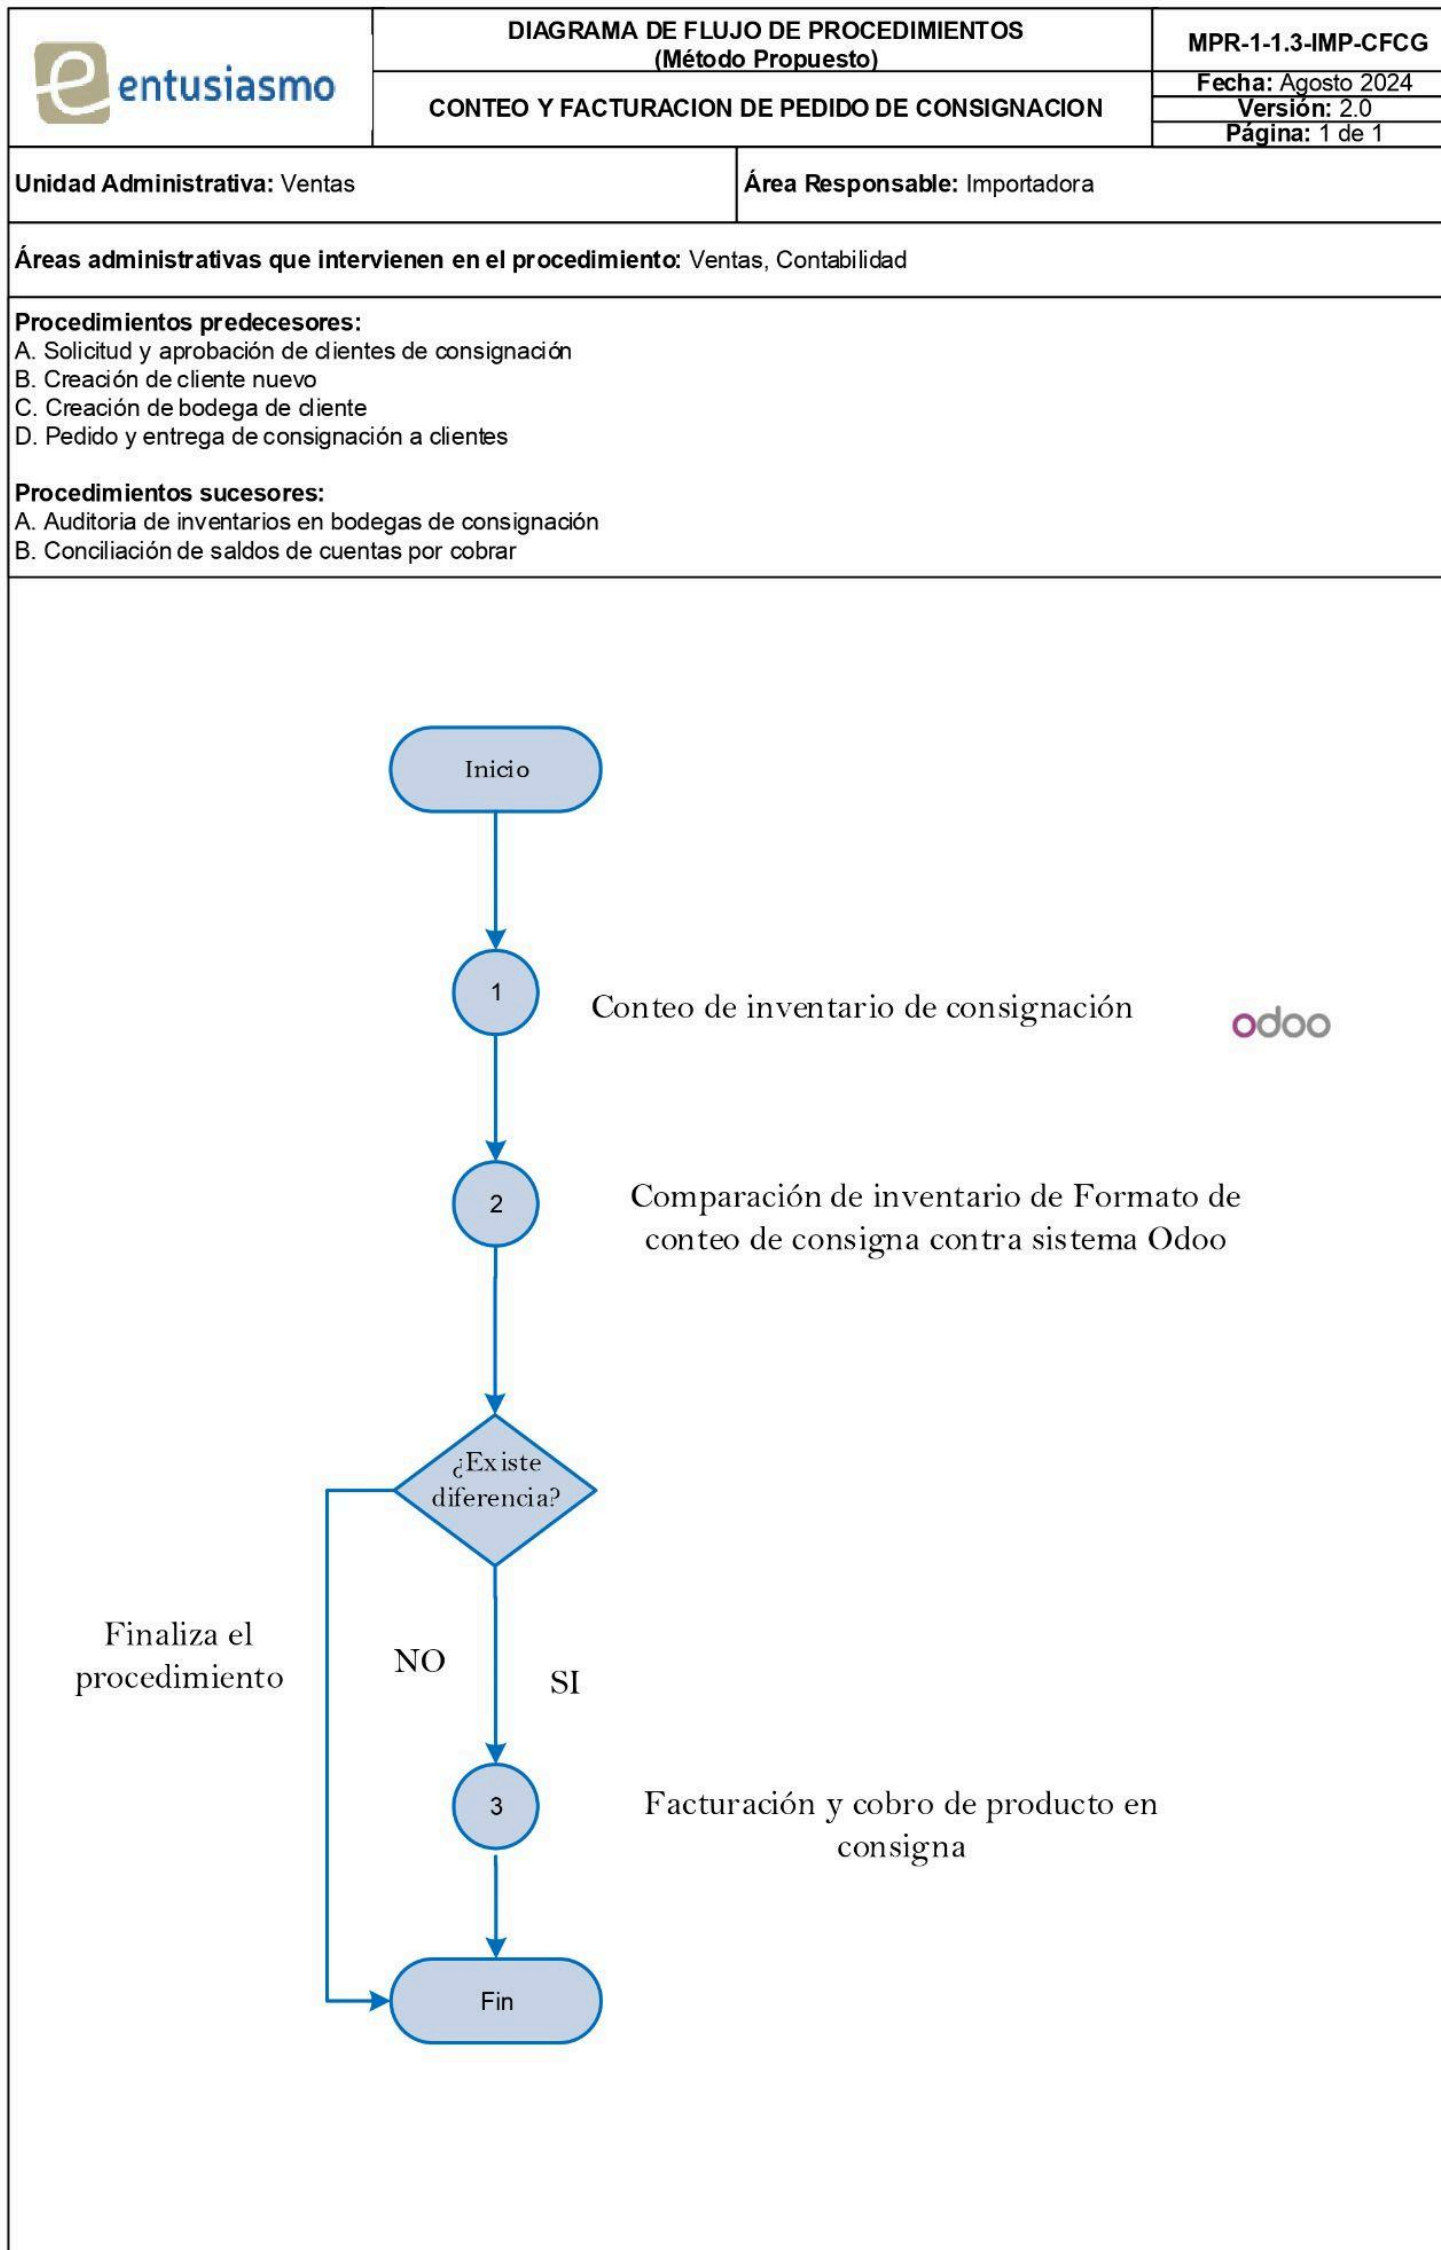 entusiasmo
DIAGRAMA DE FLUJO DE PROCEDIMIENTOS
(Método Propuesto)
CONTEO Y FACTURACION DE PEDIDO DE CONSIGNACION
MPR-1-1.3-IMP-CFCG
Fecha: Agosto 2024
Versión: 2.0
Página: 1 de 1
Unidad Administrativa: Ventas
Área Responsable: Importadora
Áreas administrativas que intervienen en el procedimiento: Ventas, Contabilidad
Procedimientos predecesores:
A. Solicitud y aprobación de clientes de consignación
B. Creación de cliente nuevo
C. Creación de bodega de cliente
D. Pedido y entrega de consignación a clientes
Procedimientos sucesores:
A. Auditoria de inventarios en bodegas de consignación
B. Conciliación de saldos de cuentas por cobrar
Inicio
1
Conteo de inventario de consignación
odoo
2
Comparación de inventario de Formato de
conteo de consigna contra sistema Odoo
¿Existe
diferencia?
Finaliza el
procedimiento
NO
SI
3
Facturación y cobro de producto en
consigna
Fin